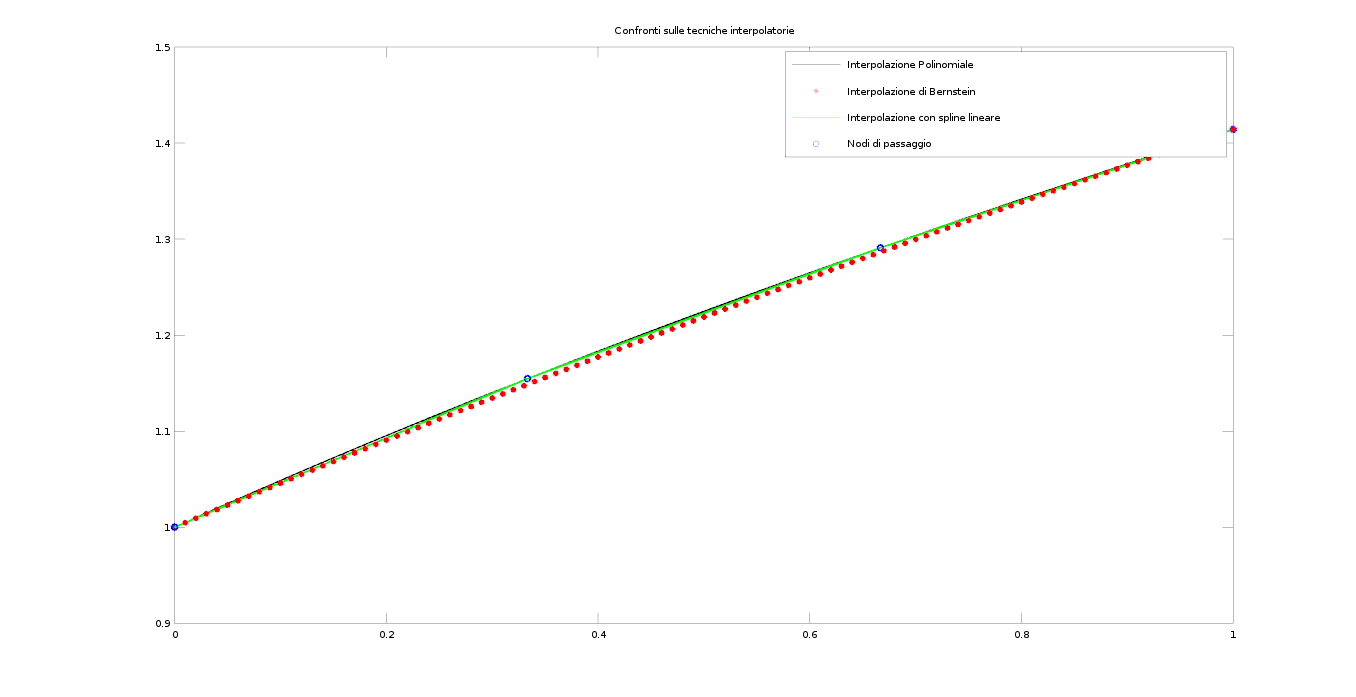 Confronti sulle tecniche interpolatorie
1.5
1.4
1.3
1.2
1.1
1
0.9
0 0.2 0.4 0.6 0.8 1
Interpolazione Polinomiale
Interpolazione di Bernstein
Interpolazione con spline lineare
Nodi di passaggio